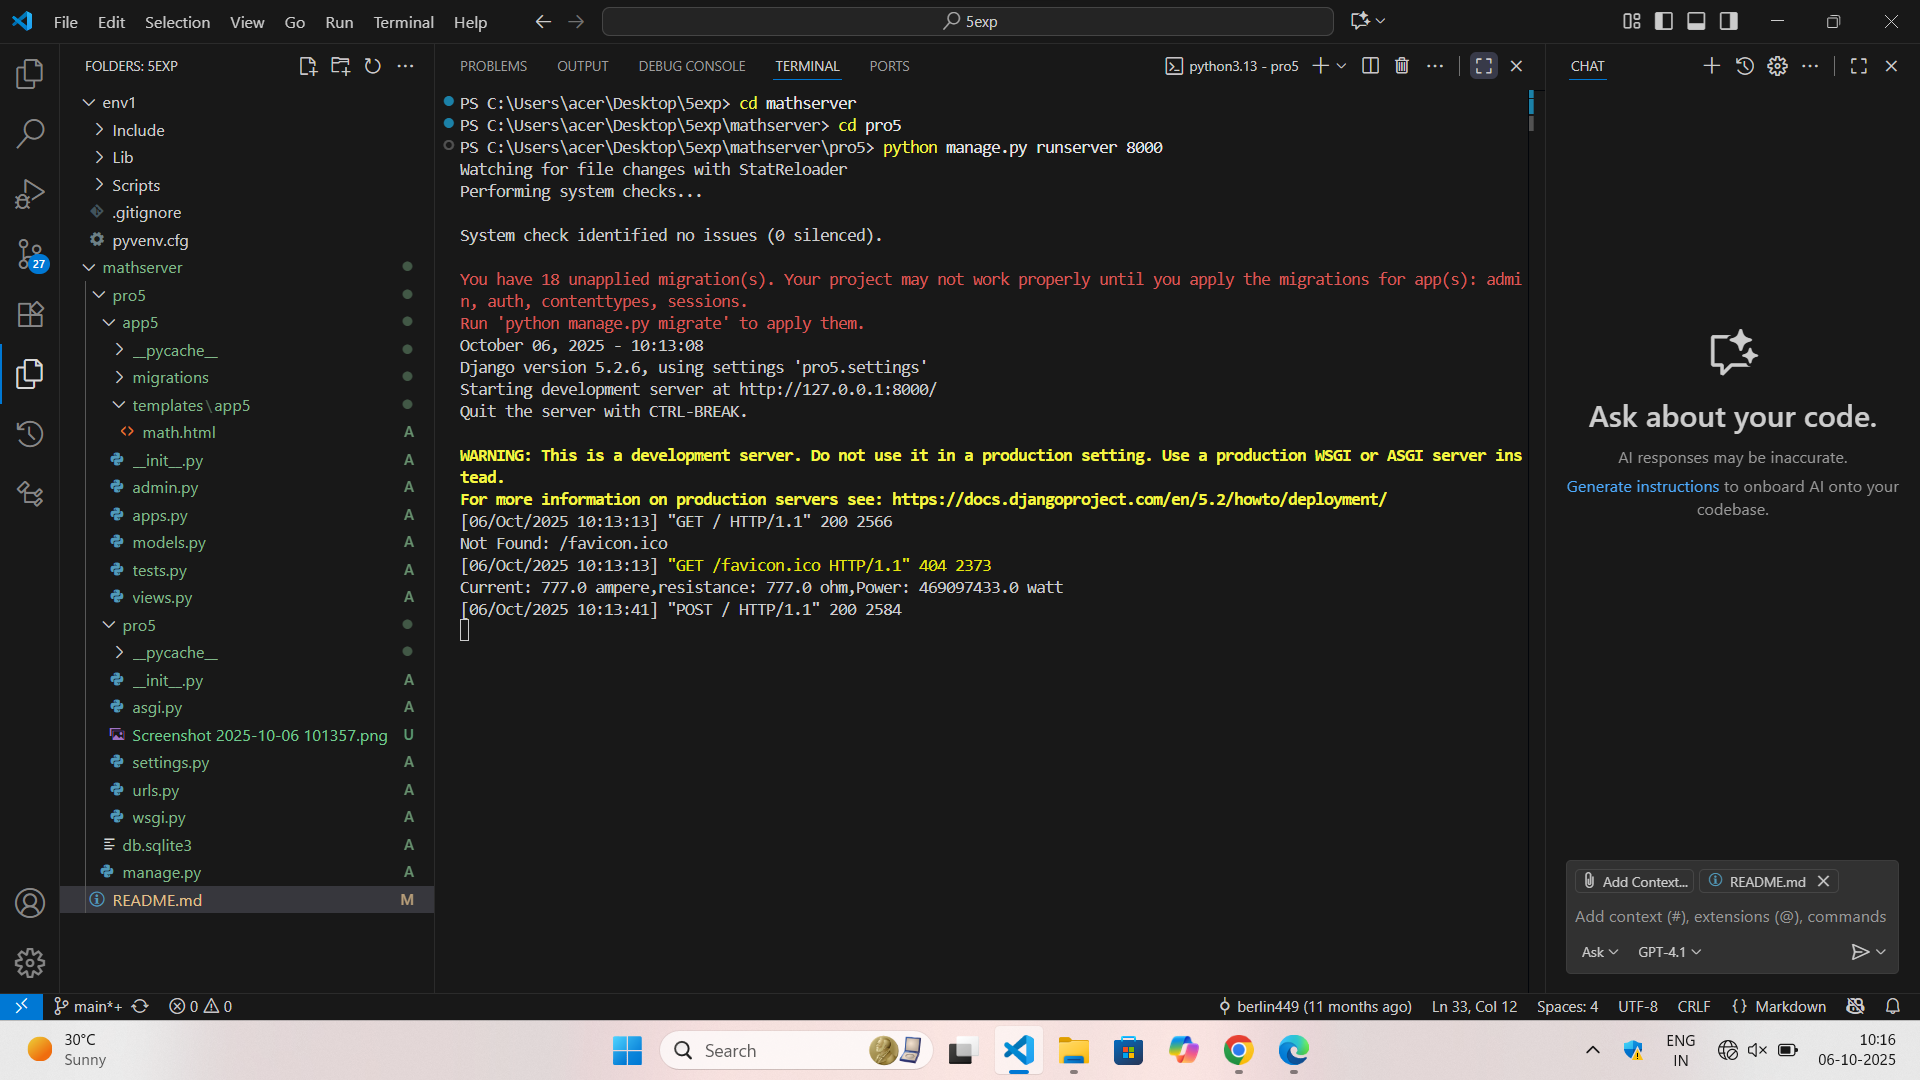 File Edit Selection View Go Run Terminal Help
5exp
FOLDERS: 5EXP
env1
Include
Lib
Scripts
.gitignore
pyvenv.cfg
mathserver
pro5
app5
__pycache__
migrations
templates\app5
math.html A
__init__.py A
admin.py A
apps.py A
models.py A
tests.py A
views.py A
pro5
__pycache__
__init__.py A
asgi.py A
Screenshot 2025-10-06 101357.png U
settings.py A
urls.py A
wsgi.py A
db.sqlite3 A
manage.py A
README.md M
27
PROBLEMS OUTPUT DEBUG CONSOLE TERMINAL PORTS
python3.13 - pro5
PS C:\Users\acer\Desktop\5exp> cd mathserver
PS C:\Users\acer\Desktop\5exp\mathserver> cd pro5
PS C:\Users\acer\Desktop\5exp\mathserver\pro5> python manage.py runserver 8000
Watching for file changes with StatReloader
Performing system checks...
System check identified no issues (0 silenced).
You have 18 unapplied migration(s). Your project may not work properly until you apply the migrations for app(s): admi
n, auth, contenttypes, sessions.
Run 'python manage.py migrate' to apply them.
October 06, 2025 - 10:13:08
Django version 5.2.6, using settings 'pro5.settings'
Starting development server at http://127.0.0.1:8000/
Quit the server with CTRL-BREAK.
WARNING: This is a development server. Do not use it in a production setting. Use a production WSGI or ASGI server ins
tead.
For more information on production servers see: https://docs.djangoproject.com/en/5.2/howto/deployment/
[06/Oct/2025 10:13:13] "GET / HTTP/1.1" 200 2566
Not Found: /favicon.ico
[06/Oct/2025 10:13:13] "GET /favicon.ico HTTP/1.1" 404 2373
Current: 777.0 ampere,resistance: 777.0 ohm,Power: 469097433.0 watt
[06/Oct/2025 10:13:41] "POST / HTTP/1.1" 200 2584
CHAT
Ask about your code.
AI responses may be inaccurate.
Generate instructions to onboard AI onto your
codebase.
Add Context... README.md
Add context (#), extensions (@), commands
Ask GPT-4.1
main*+ 0 0
berlin449 (11 months ago) Ln 33, Col 12 Spaces: 4 UTF-8 CRLF {} Markdown
30°C
Sunny
Search
ENG
IN
10:16
06-10-2025